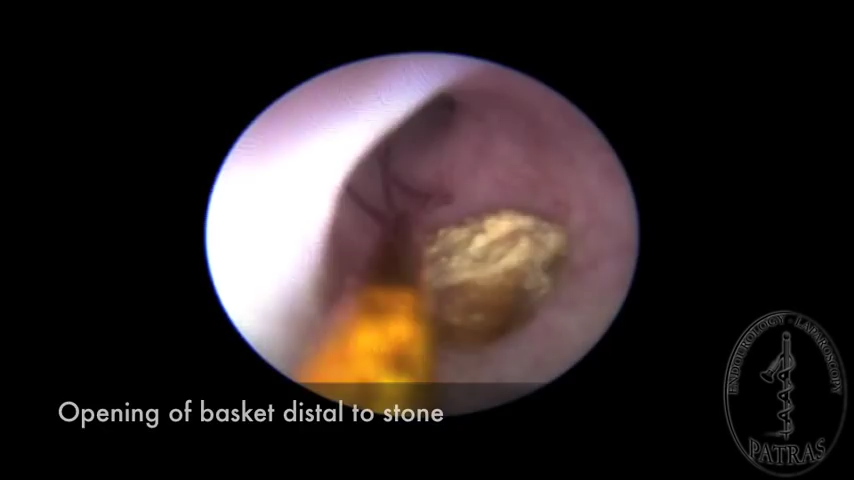 Opening of basket distal to stone
ENDOUROLOGY - LAPAROSCOPY
PATRAS